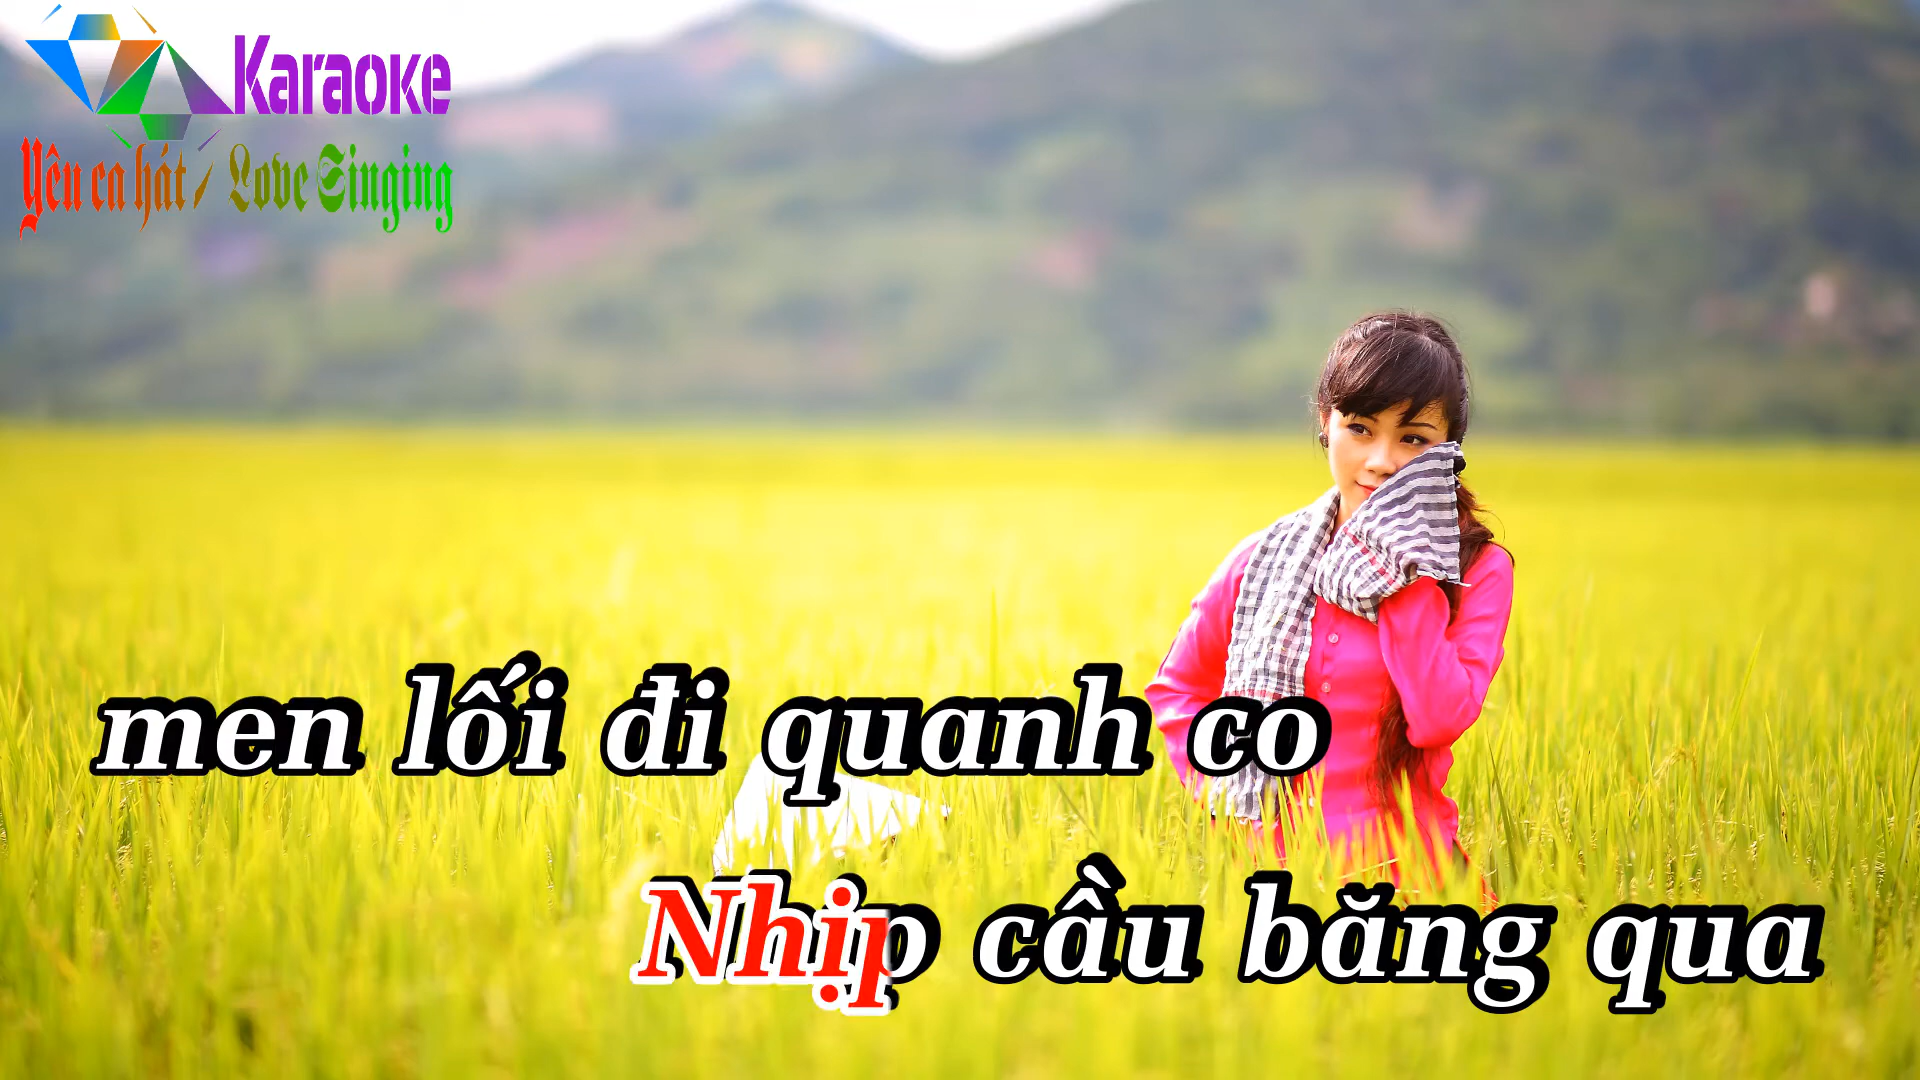 Karaoke
Yêu ca hát / Love Singing
men lối đi quanh co
Nhịp cầu băng qua